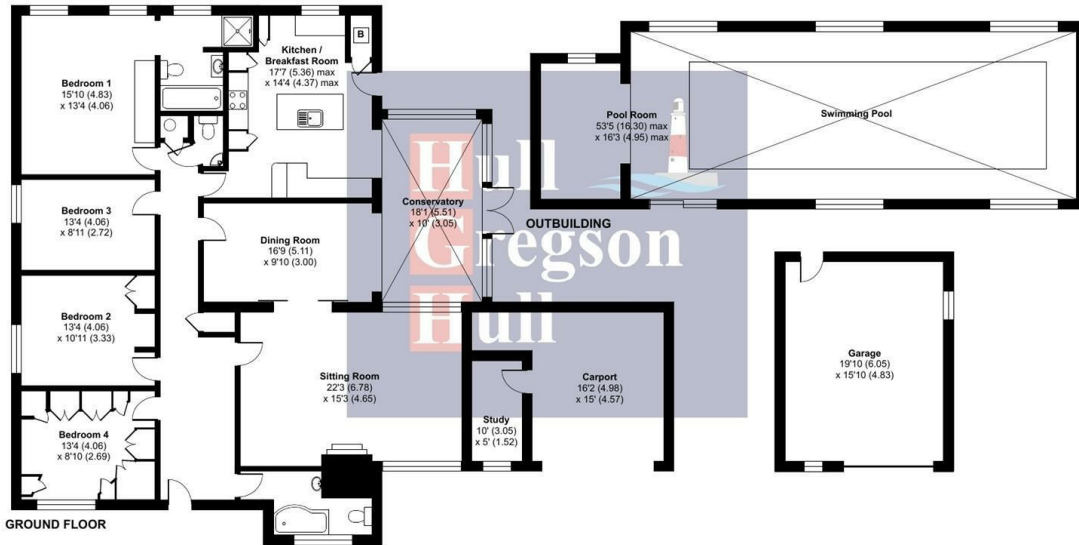 Bedroom 1
15'10 (4.83)
x 13'4 (4.06)
Kitchen /
Breakfast Room
17'7 (5.36) max
x 14'4 (4.37) max
B
Pool Room
53'5 (16.30) max
x 16'3 (4.95) max
Swimming Pool
Hull
Gregson
Hull
Conservatory
18'1 (5.51)
x 10' (3.05)
OUTBUILDING
Bedroom 3
13'4 (4.06)
x 8'11 (2.72)
Dining Room
16'9 (5.11)
x 9'10 (3.00)
Bedroom 2
13'4 (4.06)
x 10'11 (3.33)
Sitting Room
22'3 (6.78)
x 15'3 (4.65)
Carport
16'2 (4.98)
x 15' (4.57)
Garage
19'10 (6.05)
x 15'10 (4.83)
Study
10' (3.05)
x 5' (1.52)
Bedroom 4
13'4 (4.06)
x 8'10 (2.69)
GROUND FLOOR